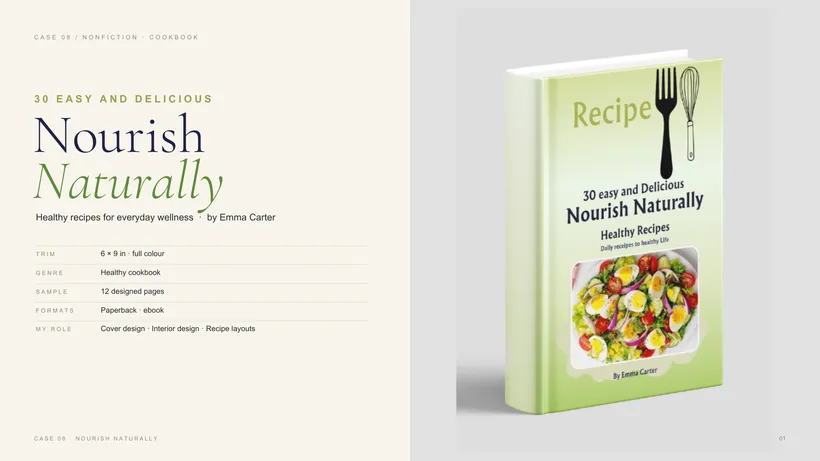 CASE 08 / NONFICTION · COOKBOOK
30 EASY AND DELICIOUS
Nourish
Naturally
Healthy recipes for everyday wellness · by Emma Carter
TRIM 6 × 9 in · full colour
GENRE Healthy cookbook
SAMPLE 12 designed pages
FORMATS Paperback · ebook
MY ROLE Cover design · Interior design · Recipe layouts
CASE 08 NOURISH NATURALLY
Recipe
30 easy and Delicious
Nourish Naturally
Healthy Recipes
Daily receipes to healthy Life
By Emma Carter
01